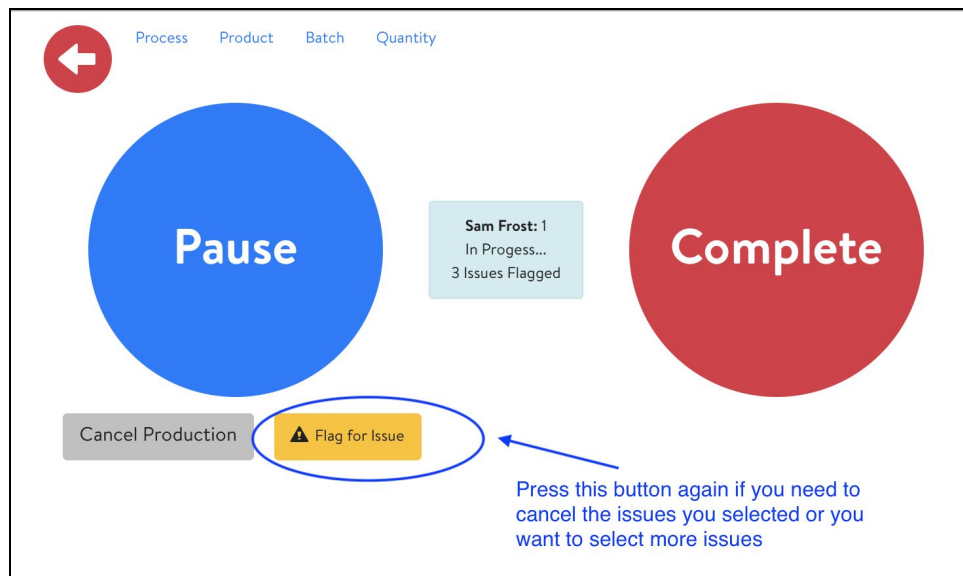 Process Product Batch Quantity
Pause
Sam Frost: 1
In Progess...
3 Issues Flagged
Complete
Cancel Production
Flag for Issue
Press this button again if you need to
cancel the issues you selected or you
want to select more issues